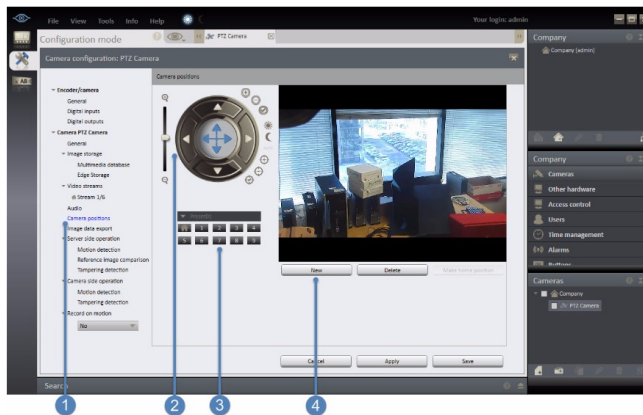 File View Tools Info Help
Your login: admin
Configuration mode
PTZ Camera
Camera configuration: PTZ Camera
Camera positions
Encoder/camera
General
Digital inputs
Digital outputs
Camera PTZ Camera
General
Image storage
Multimedia database
Edge Storage
Video streams
Stream 1/6
Audio
Camera positions
Image data export
Server side operation
Motion detection
Reference image comparison
Tampering detection
Camera side operation
Motion detection
Tampering detection
Record on motion
No
1 2 3 4
5 6 7 8 9
New
Delete
Cancel
Apply
Save
Company
Company (admin)
Company
Cameras
Other hardware
Access control
Users
Time management
Alarms
Buttons
Cameras
Company
PTZ Camera
Search
1
2
3
4